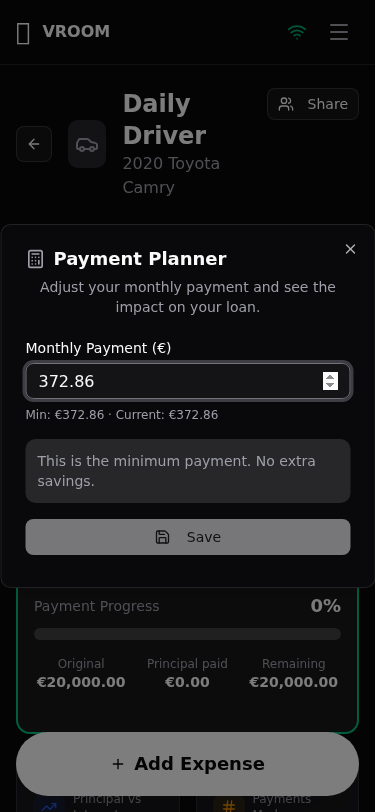 VROOM
Daily
Driver
Share
2020 Toyota
Camry
Payment Planner
Adjust your monthly payment and see the
impact on your loan.
Monthly Payment (€)
372.86
Min: €372.86 · Current: €372.86
This is the minimum payment. No extra
savings.
Save
Payment Progress 0%
Original Principal paid Remaining
€20,000.00 €0.00 €20,000.00
+ Add Expense
Principal vs Payments